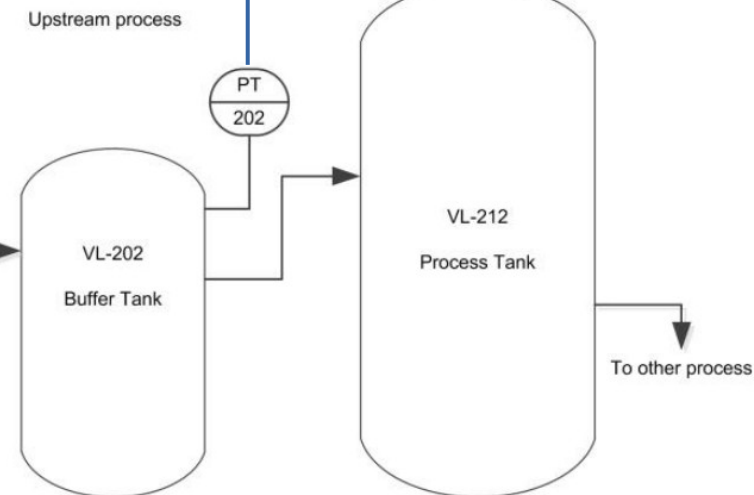 Upstream process
PT
202
VL-202
Buffer Tank
VL-212
Process Tank
To other process